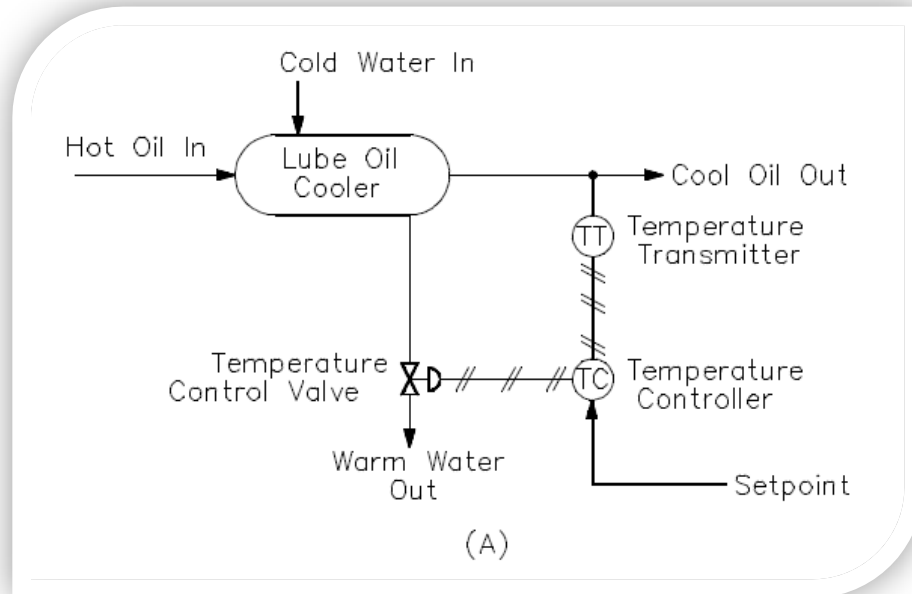 Cold Water In
Hot Oil In
Lube Oil
Cooler
Cool Oil Out
TT
Temperature
Transmitter
Temperature
Control Valve
TC
Temperature
Controller
Warm Water
Out
Setpoint
(A)